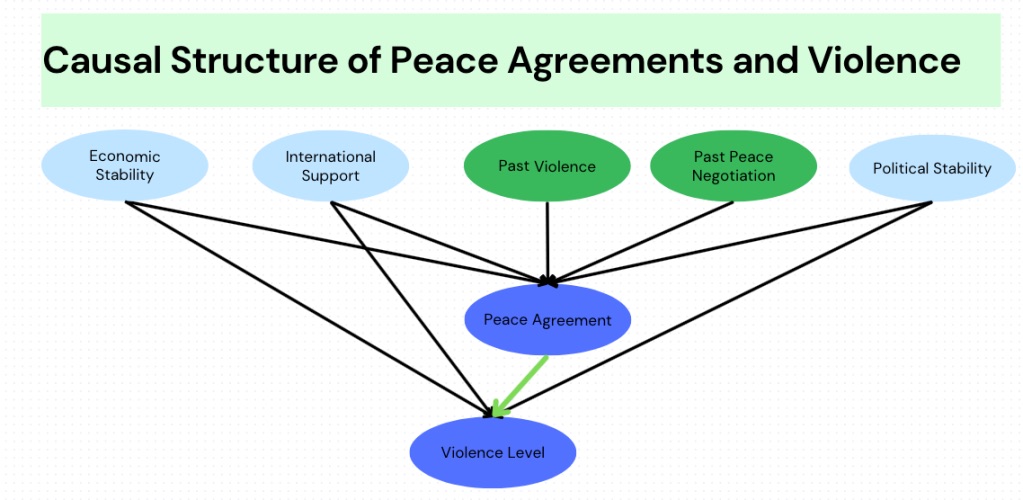 Causal Structure of Peace Agreements and Violence
Economic
Stability
International
Support
Past Violence
Past Peace
Negotiation
Political Stability
Peace Agreement
Violence Level